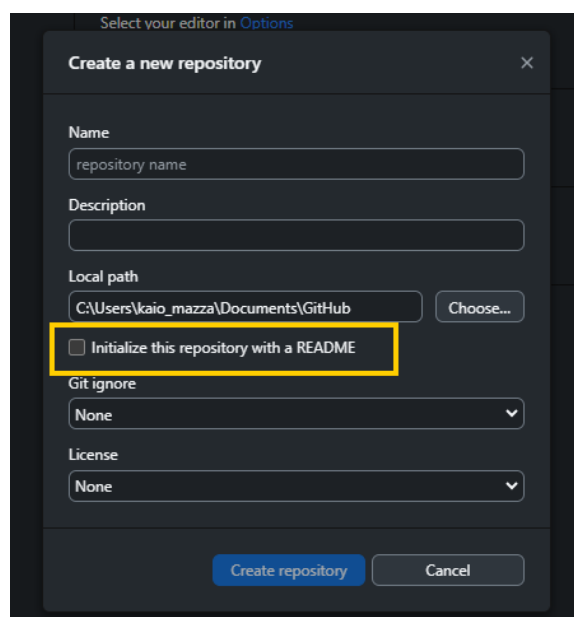 Select your editor in Options
Create a new repository
Name
repository name
Description
Local path
C:\Users\kaio_mazza\Documents\GitHub
Choose...
Initialize this repository with a README
Git ignore
None
License
None
Create repository
Cancel